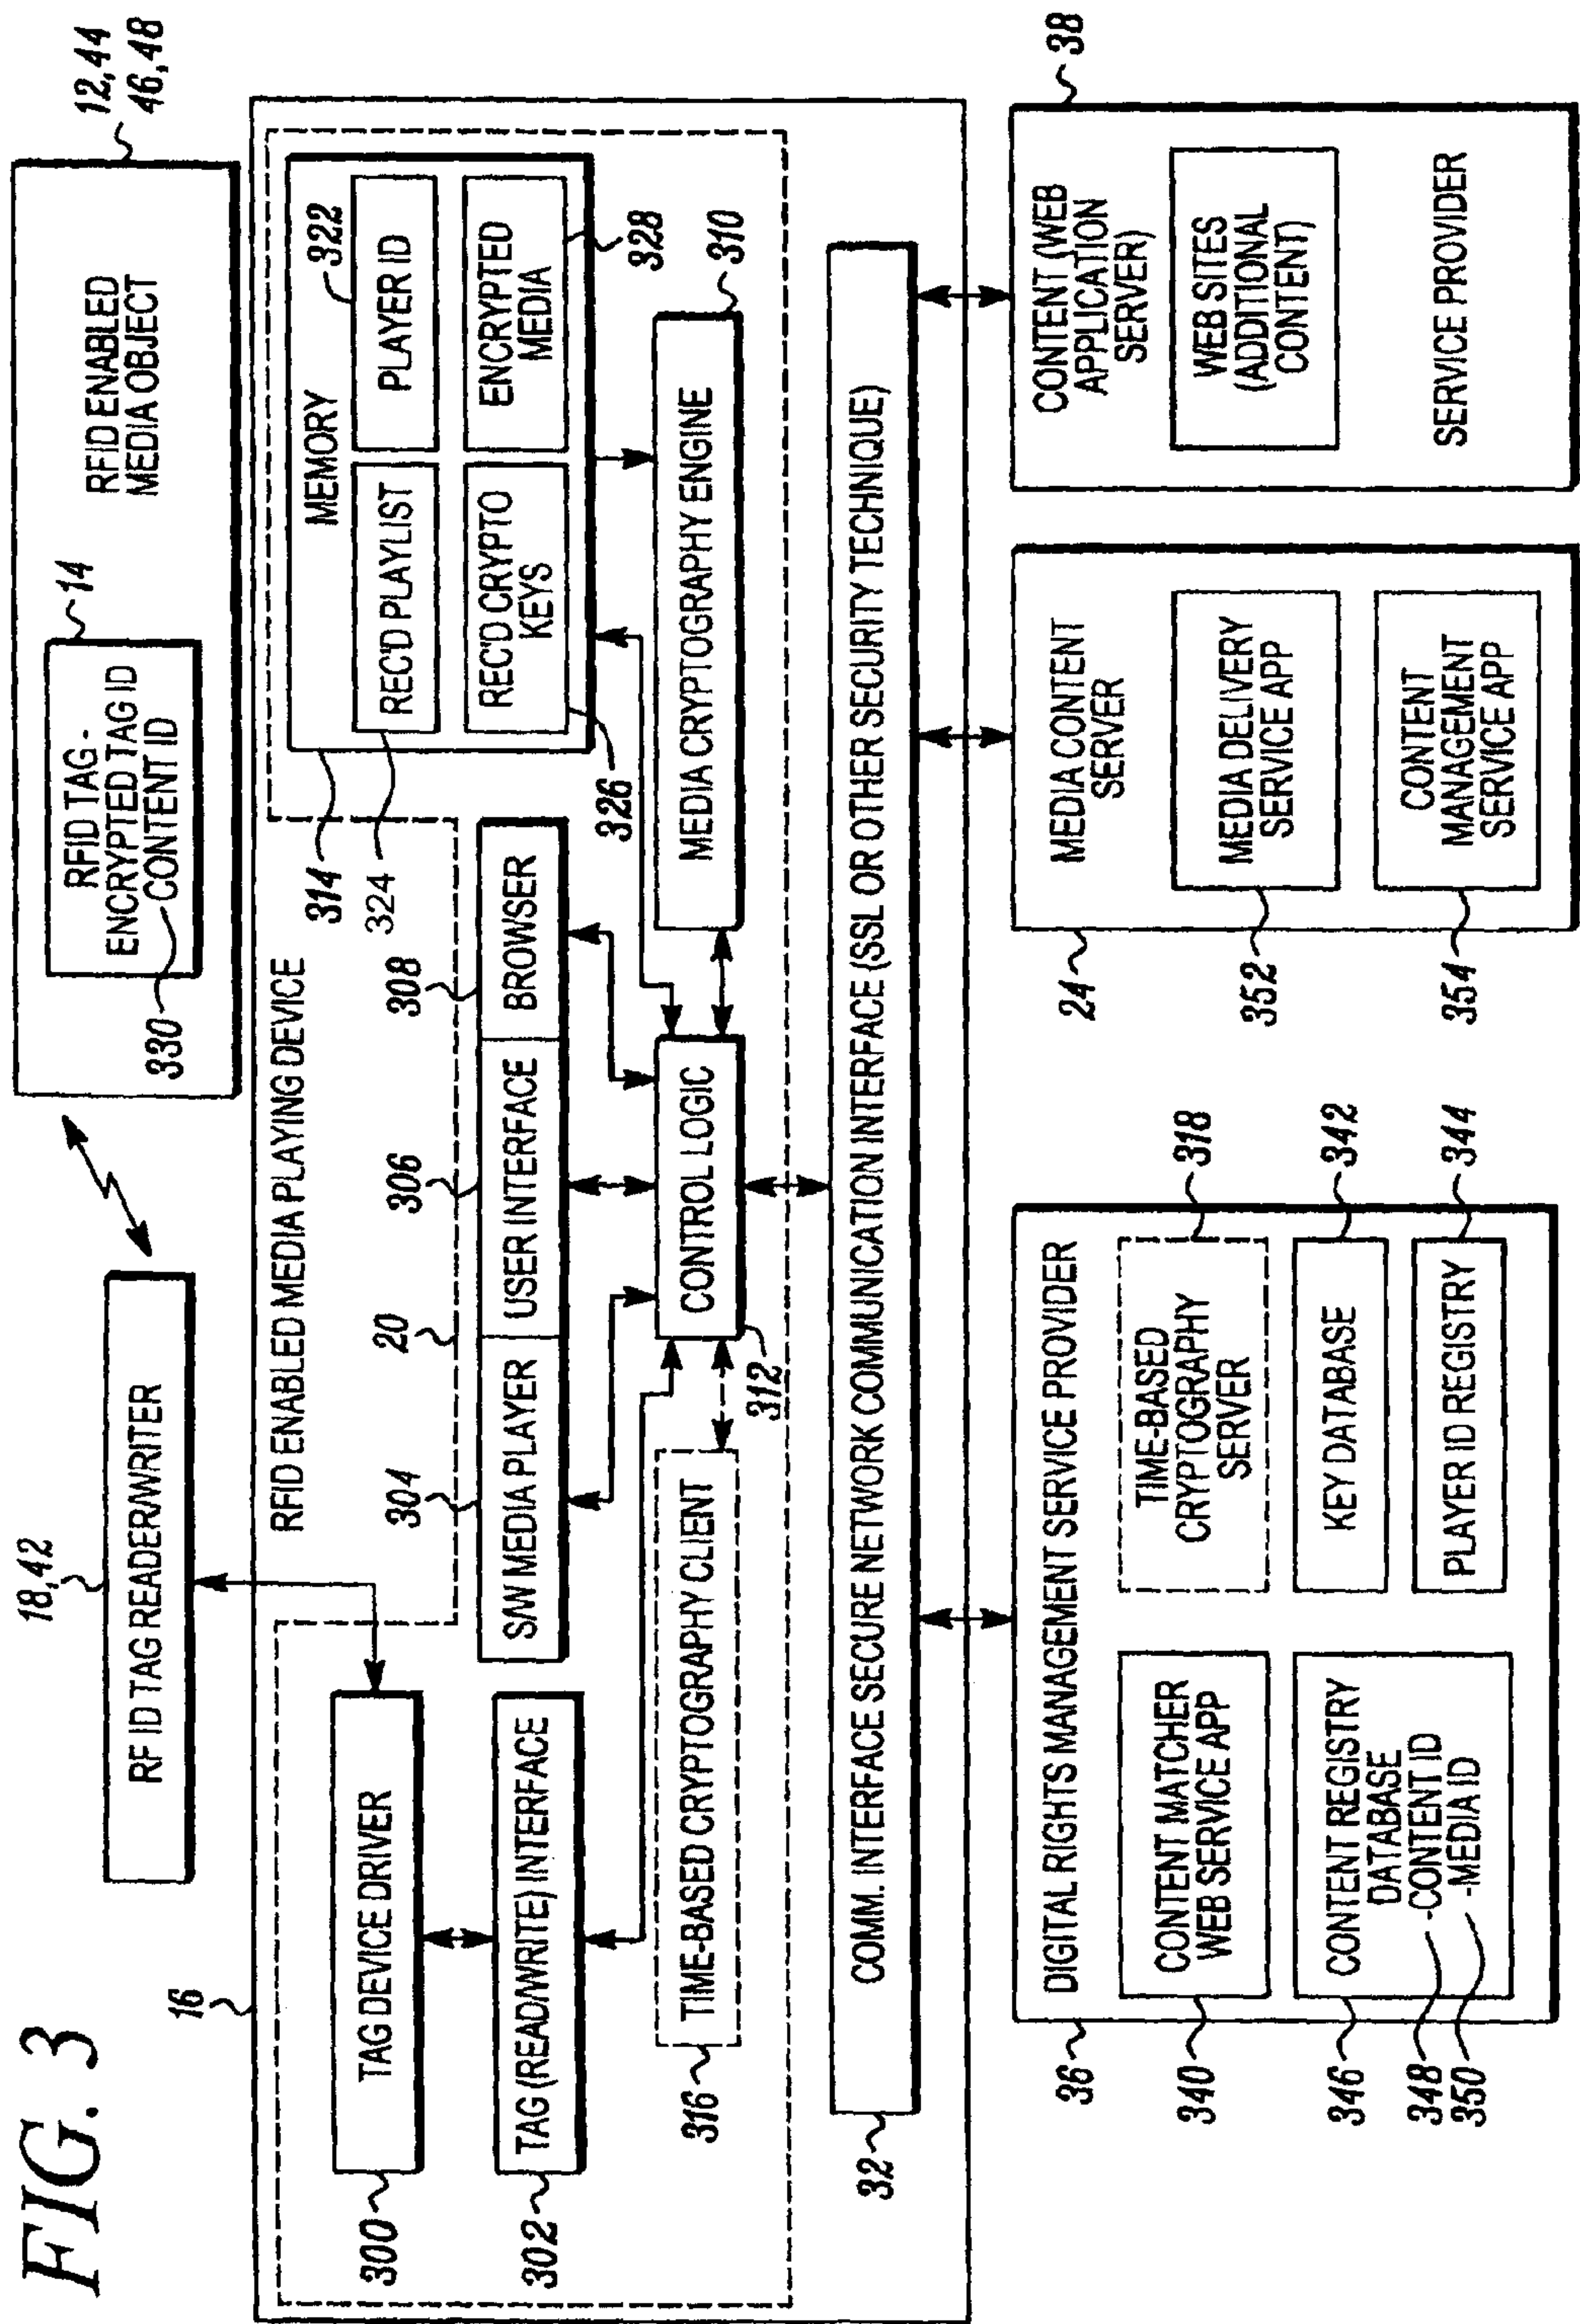 FIG. 3
18,42
RF ID TAG READER/WRITER
12,44
46,48
RFID ENABLED
MEDIA OBJECT
14
RFID TAG -
ENCRYPTED TAG ID
CONTENT ID
330
16
RFID ENABLED MEDIA PLAYING DEVICE
20
300
TAG DEVICE DRIVER
302
TAG (READ/WRITE) INTERFACE
304
S/W MEDIA PLAYER
306
USER INTERFACE
308
BROWSER
314
MEMORY
322
324
REC'D PLAYLIST
PLAYER ID
326
REC'D CRYPTO
KEYS
ENCRYPTED
MEDIA
328
316
TIME-BASED CRYPTOGRAPHY CLIENT
312
CONTROL LOGIC
MEDIA CRYPTOGRAPHY ENGINE
310
32
COMM. INTERFACE SECURE NETWORK COMMUNICATION INTERFACE (SSL OR OTHER SECURITY TECHNIQUE)
36
DIGITAL RIGHTS MANAGEMENT SERVICE PROVIDER
340
CONTENT MATCHER
WEB SERVICE APP
TIME-BASED
CRYPTOGRAPHY
SERVER
318
346
CONTENT REGISTRY
DATABASE
-CONTENT ID
-MEDIA ID
348
350
KEY DATABASE
342
PLAYER ID REGISTRY
344
24
MEDIA CONTENT
SERVER
352
MEDIA DELIVERY
SERVICE APP
354
CONTENT
MANAGEMENT
SERVICE APP
38
CONTENT (WEB
APPLICATION
SERVER)
WEB SITES
(ADDITIONAL
CONTENT)
SERVICE PROVIDER